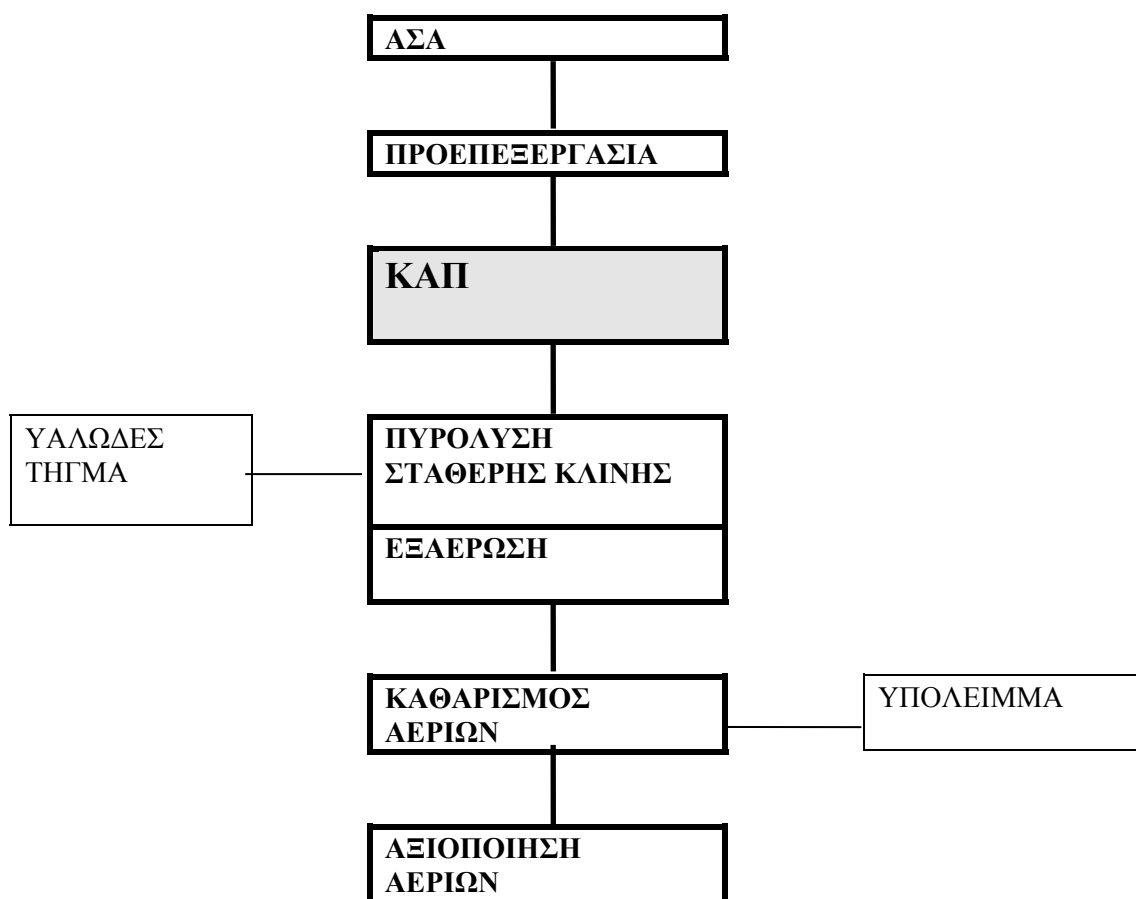 ΑΣΑ
ΠΡΟΕΠΕΞΕΡΓΑΣΙΑ
ΚΑΠ
ΥΑΛΩΔΕΣ
ΤΗΓΜΑ
ΠΥΡΟΛΥΣΗ
ΣΤΑΘΕΡΗΣ ΚΛΙΝΗΣ
ΕΞΑΕΡΩΣΗ
ΚΑΘΑΡΙΣΜΟΣ
ΑΕΡΙΩΝ
ΥΠΟΛΕΙΜΜΑ
ΑΞΙΟΠΟΙΗΣΗ
ΑΕΡΙΩΝ